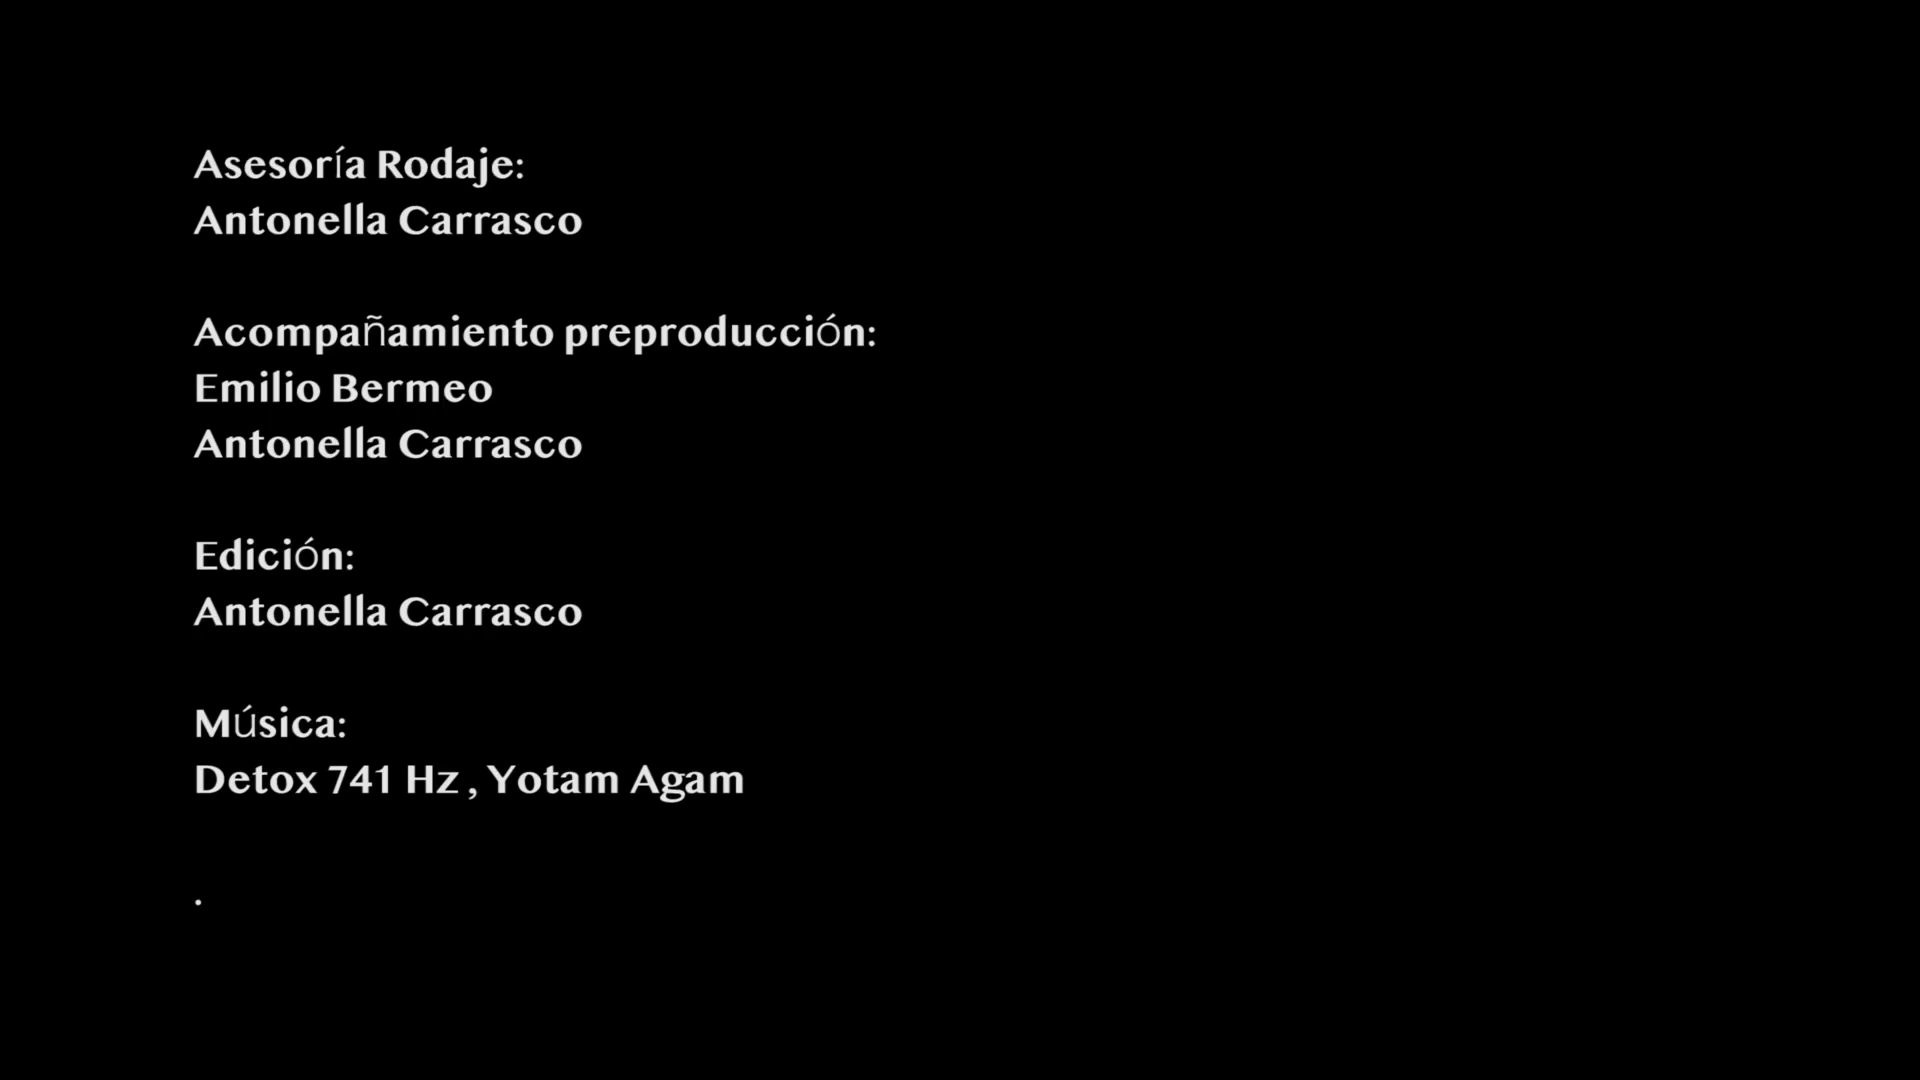 Asesoría Rodaje:
Antonella Carrasco
Acompañamiento preproducción:
Emilio Bermeo
Antonella Carrasco
Edición:
Antonella Carrasco
Música:
Detox 741 Hz , Yotam Agam
.